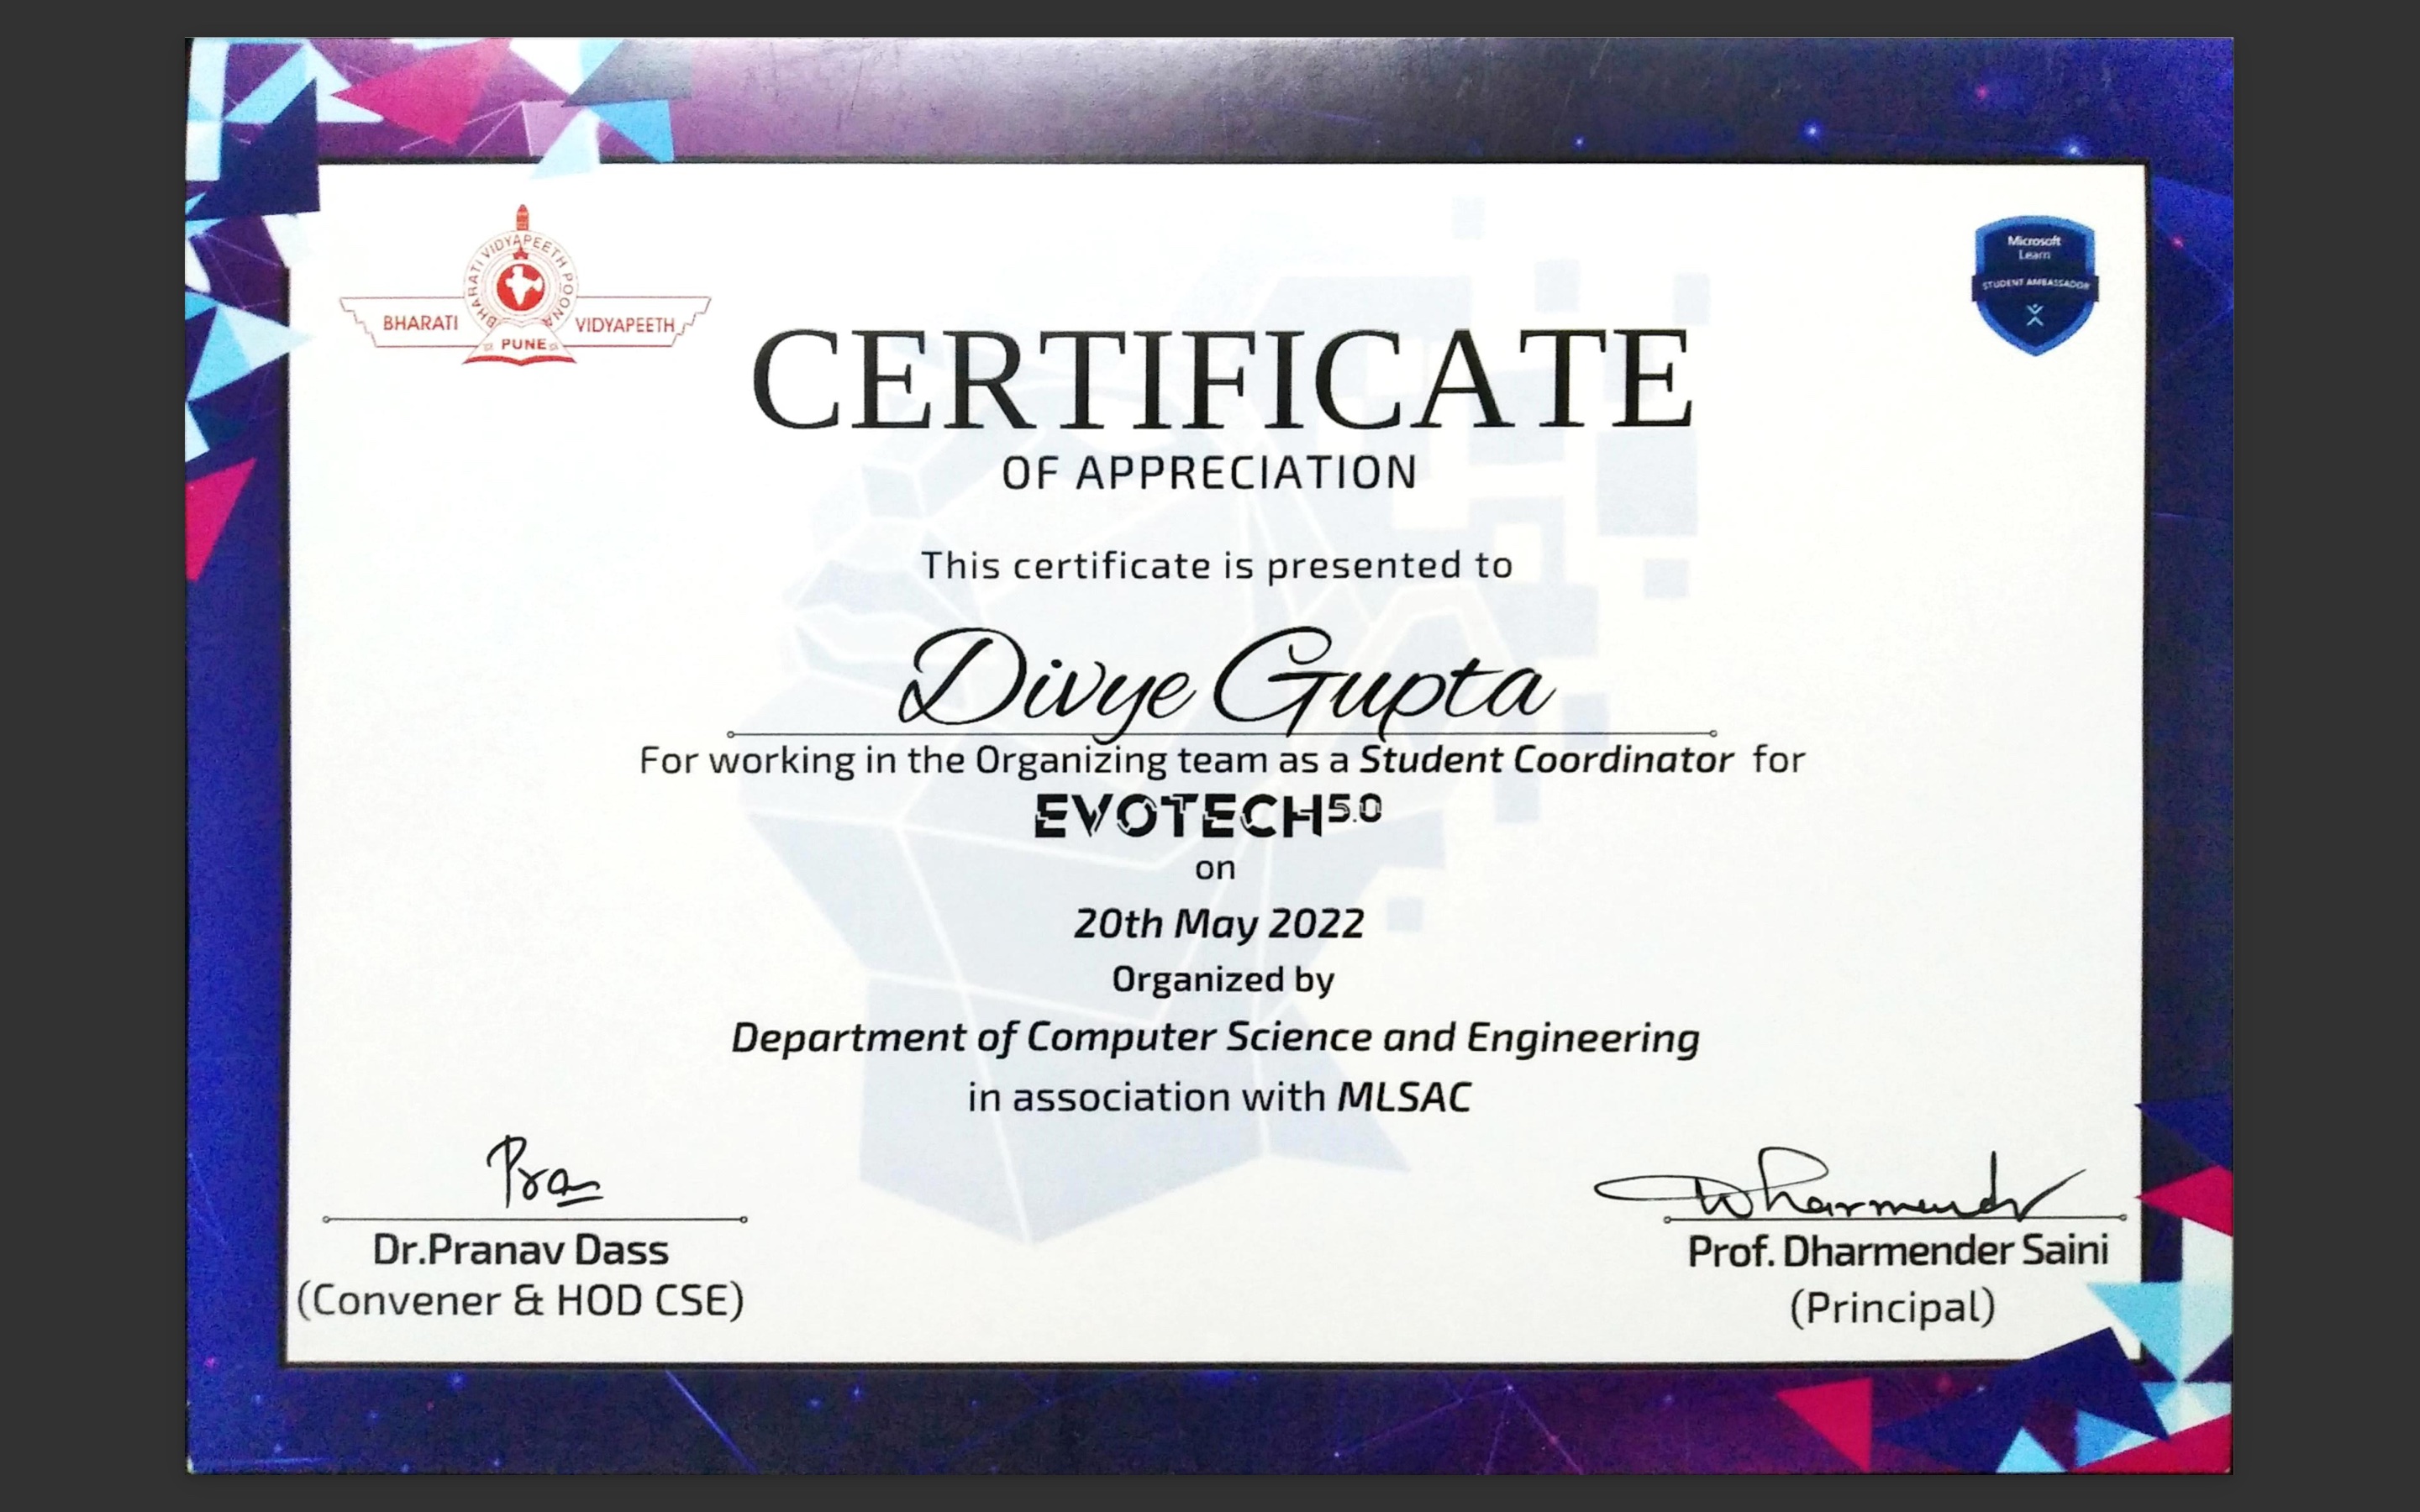 BHARATI VIDYAPEETH POONA
BHARATI VIDYAPEETH
PUNE
Microsoft
Learn
STUDENT AMBASSADOR
CERTIFICATE
OF APPRECIATION
This certificate is presented to
Divye Gupta
For working in the Organizing team as a Student Coordinator for
EVOTECH 5.0
on
20th May 2022
Organized by
Department of Computer Science and Engineering
in association with MLSAC
Pra
Dharmender
Dr.Pranav Dass
(Convener & HOD CSE)
Prof. Dharmender Saini
(Principal)